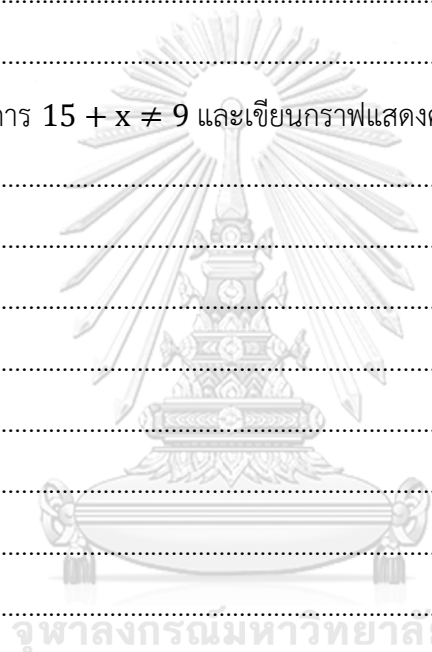 การ 15 + x ≠ 9 และเขียนกราฟแสดง
จุฬาลงกรณ์มหาวิทยาลัย